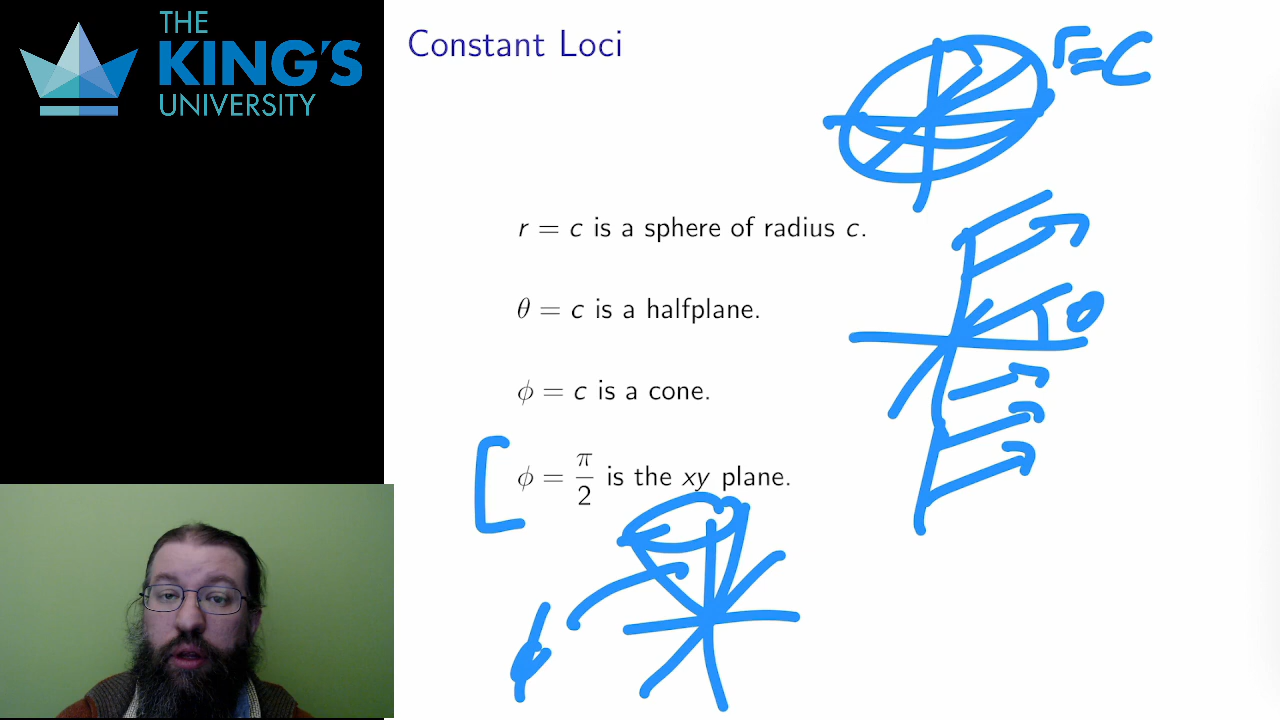 THE
KING'S
UNIVERSITY
Constant Loci
r = C
r = c is a sphere of radius c.
θ = c is a halfplane.
θ
ϕ = c is a cone.
ϕ = π/2 is the xy plane.
ϕ